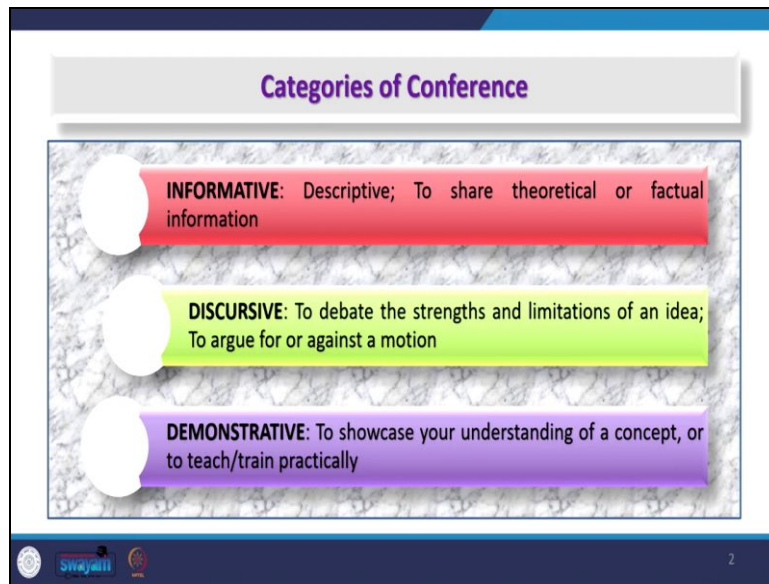 Categories of Conference
INFORMATIVE: Descriptive; To share theoretical or factual
information
DISCURSIVE: To debate the strengths and limitations of an idea;
To argue for or against a motion
DEMONSTRATIVE: To showcase your understanding of a concept, or
to teach/train practically
swayam
2